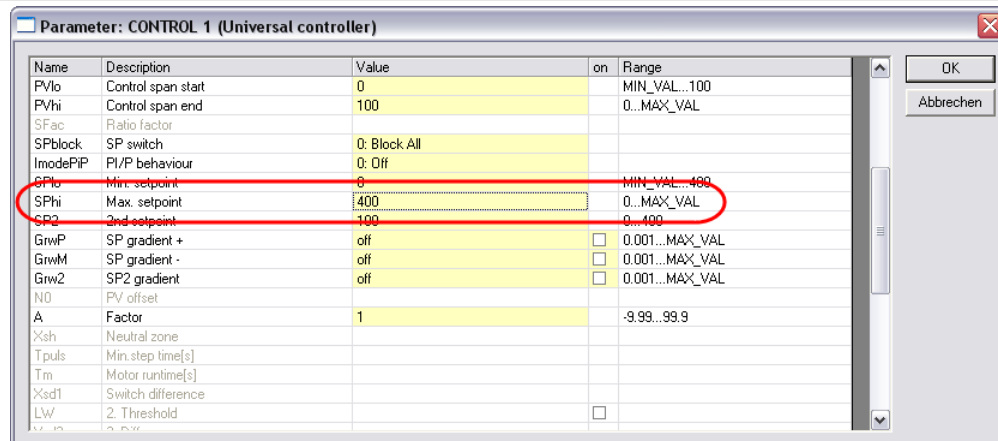 Parameter: CONTROL 1 (Universal controller)
Name Description Value on Range
PVlo Control span start 0 MIN_VAL...100
PVhi Control span end 100 0...MAX_VAL
SFac Ratio factor
SPblock SP switch 0: Block All
ImodePiP PI/P behaviour 0: Off
SPlo Min. setpoint 0 MIN_VAL...400
SPhi Max. setpoint 400 0...MAX_VAL
SP2 2nd setpoint 100 0...400
GrwP SP gradient + off 0.001...MAX_VAL
GrwM SP gradient - off 0.001...MAX_VAL
Grw2 SP2 gradient off 0.001...MAX_VAL
N0 PV offset
A Factor 1 -9.99...99.9
Xsh Neutral zone
Tpuls Min.step time[s]
Tm Motor runtime[s]
Xsd1 Switch difference
LW 2. Threshold
OK
Abbrechen